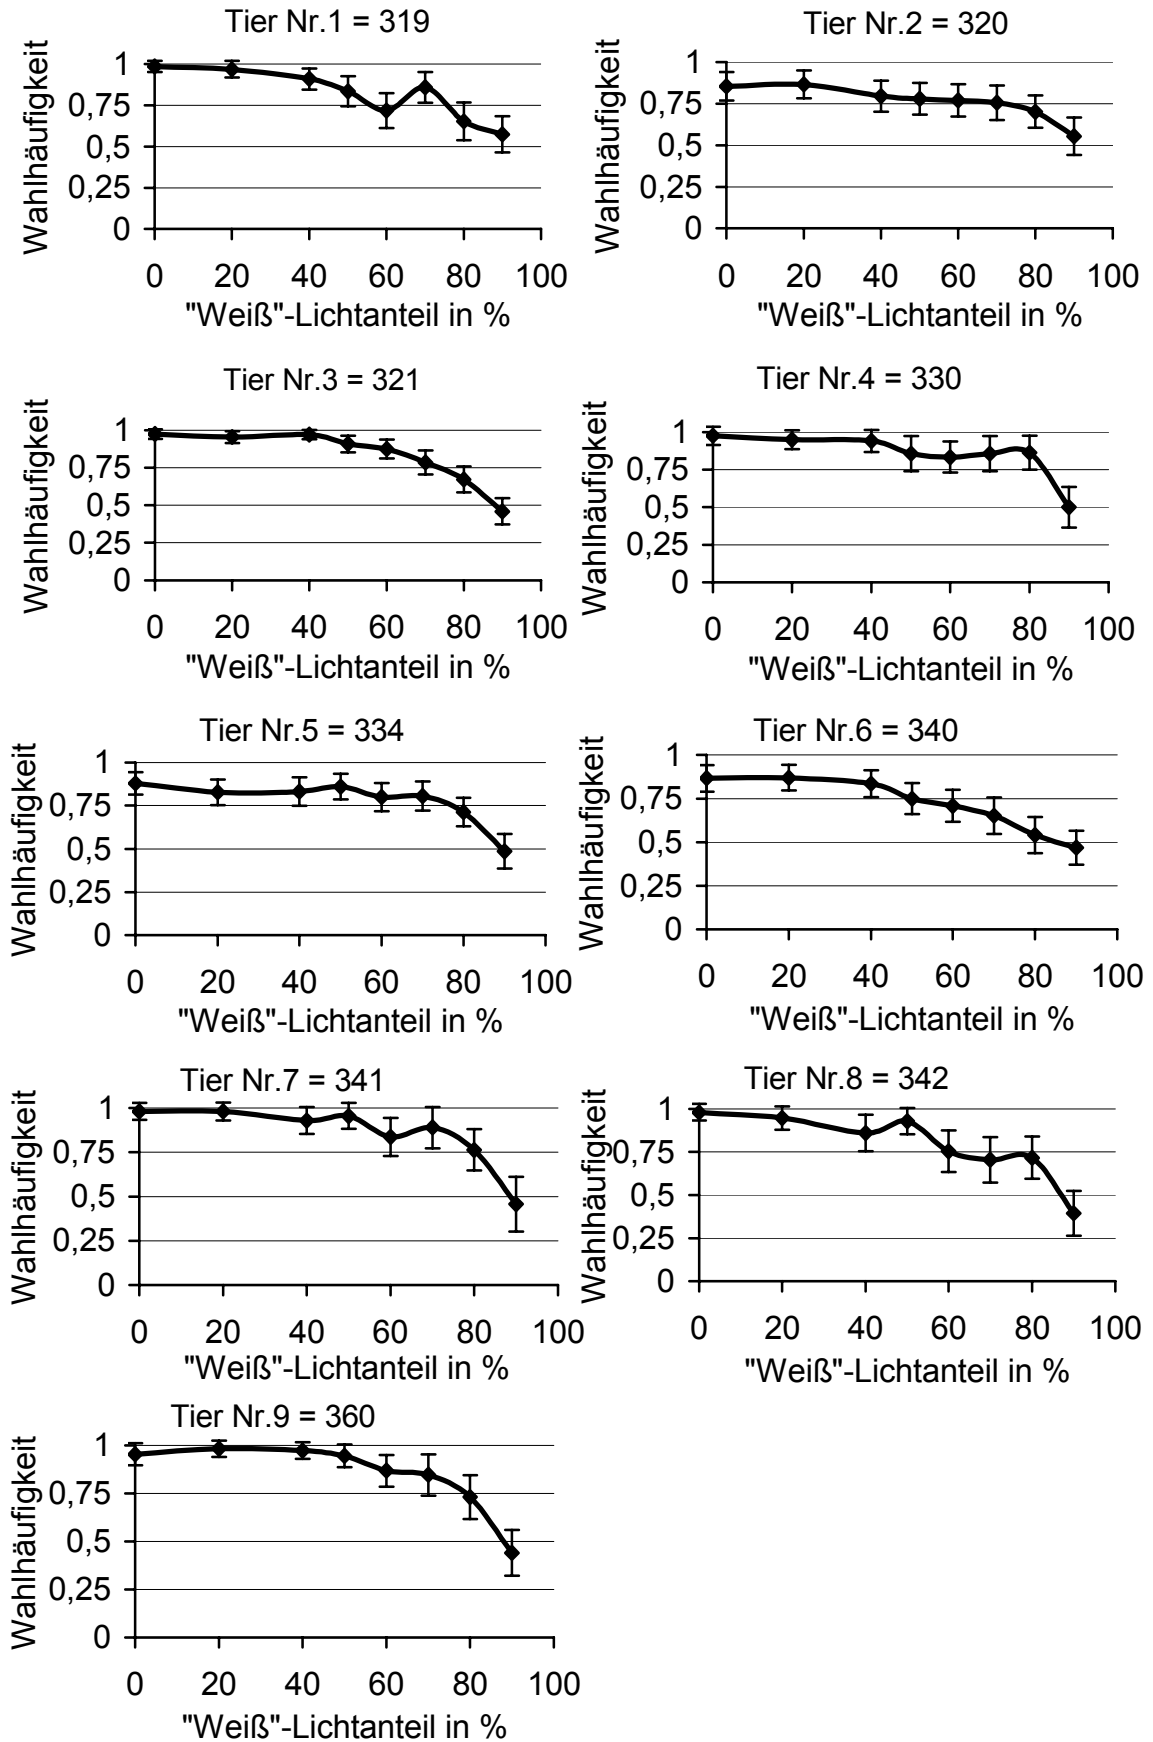 Tier Nr.1 = 319
Wahlhäufigkeit
1
0,75
0,5
0,25
0
0 20 40 60 80 100
"Weiß"-Lichtanteil in %
Tier Nr.2 = 320
Wahlhäufigkeit
1
0,75
0,5
0,25
0
0 20 40 60 80 100
"Weiß"-Lichtanteil in %
Tier Nr.3 = 321
Wahlhäufigkeit
1
0,75
0,5
0,25
0
0 20 40 60 80 100
"Weiß"-Lichtanteil in %
Tier Nr.4 = 330
Wahlhäufigkeit
1
0,75
0,5
0,25
0
0 20 40 60 80 100
"Weiß"-Lichtanteil in %
Tier Nr.5 = 334
Wahlhäufigkeit
1
0,75
0,5
0,25
0
0 20 40 60 80 100
"Weiß"-Lichtanteil in %
Tier Nr.6 = 340
Wahlhäufigkeit
1
0,75
0,5
0,25
0
0 20 40 60 80 100
"Weiß"-Lichtanteil in %
Tier Nr.7 = 341
Wahlhäufigkeit
1
0,75
0,5
0,25
0
0 20 40 60 80 100
"Weiß"-Lichtanteil in %
Tier Nr.8 = 342
Wahlhäufigkeit
1
0,75
0,5
0,25
0
0 20 40 60 80 100
"Weiß"-Lichtanteil in %
Tier Nr.9 = 360
Wahlhäufigkeit
1
0,75
0,5
0,25
0
0 20 40 60 80 100
"Weiß"-Lichtanteil in %